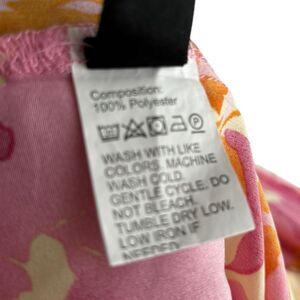 Composition:
100% Polyester
WASH WITH LIKE
COLORS. MACHINE
WASH COLD.
GENTLE CYCLE. DO
NOT BLEACH.
TUMBLE DRY LOW.
LOW IRON IF
NEEDED